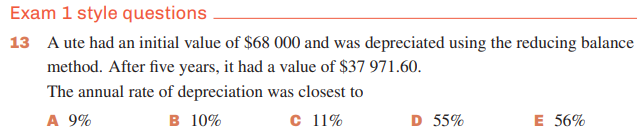 Exam 1 style questions
13 A ute had an initial value of $68 000 and was depreciated using the reducing balance
method. After five years, it had a value of $37 971.60.
The annual rate of depreciation was closest to
A 9% B 10% C 11% D 55% E 56%